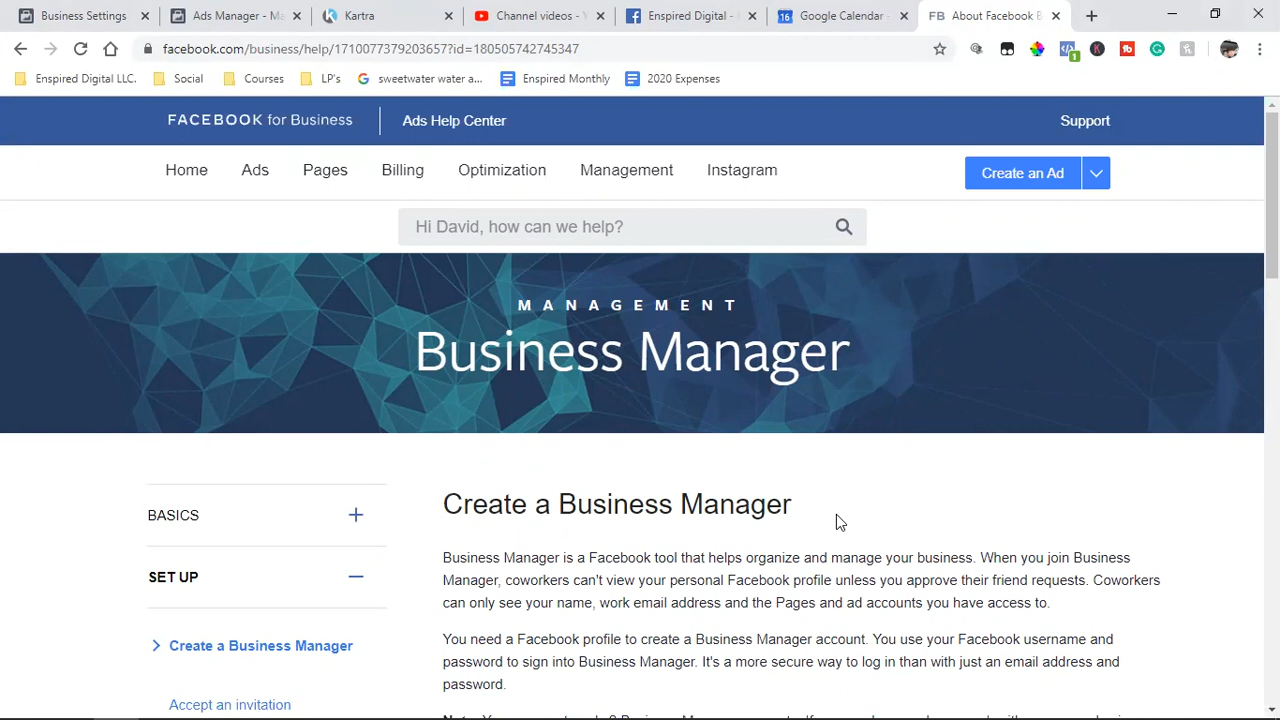 Business Settings
Ads Manager - Ma
Kartra
Channel videos - Y
Enspired Digital -
16
Google Calendar -
FB
About Facebook B
facebook.com/business/help/1710077379203657?id=180505742745347
1
Enspired Digital LLC.
Social
Courses
LP's
sweetwater water a...
Enspired Monthly
2020 Expenses
FACEBOOK for Business
Ads Help Center
Support
Home
Ads
Pages
Billing
Optimization
Management
Instagram
Create an Ad
Hi David, how can we help?
MANAGEMENT
Business Manager
BASICS
SET UP
Create a Business Manager
Accept an invitation
Create a Business Manager
Business Manager is a Facebook tool that helps organize and manage your business. When you join Business
Manager, coworkers can't view your personal Facebook profile unless you approve their friend requests. Coworkers
can only see your name, work email address and the Pages and ad accounts you have access to.
You need a Facebook profile to create a Business Manager account. You use your Facebook username and
password to sign into Business Manager. It's a more secure way to log in than with just an email address and
password.